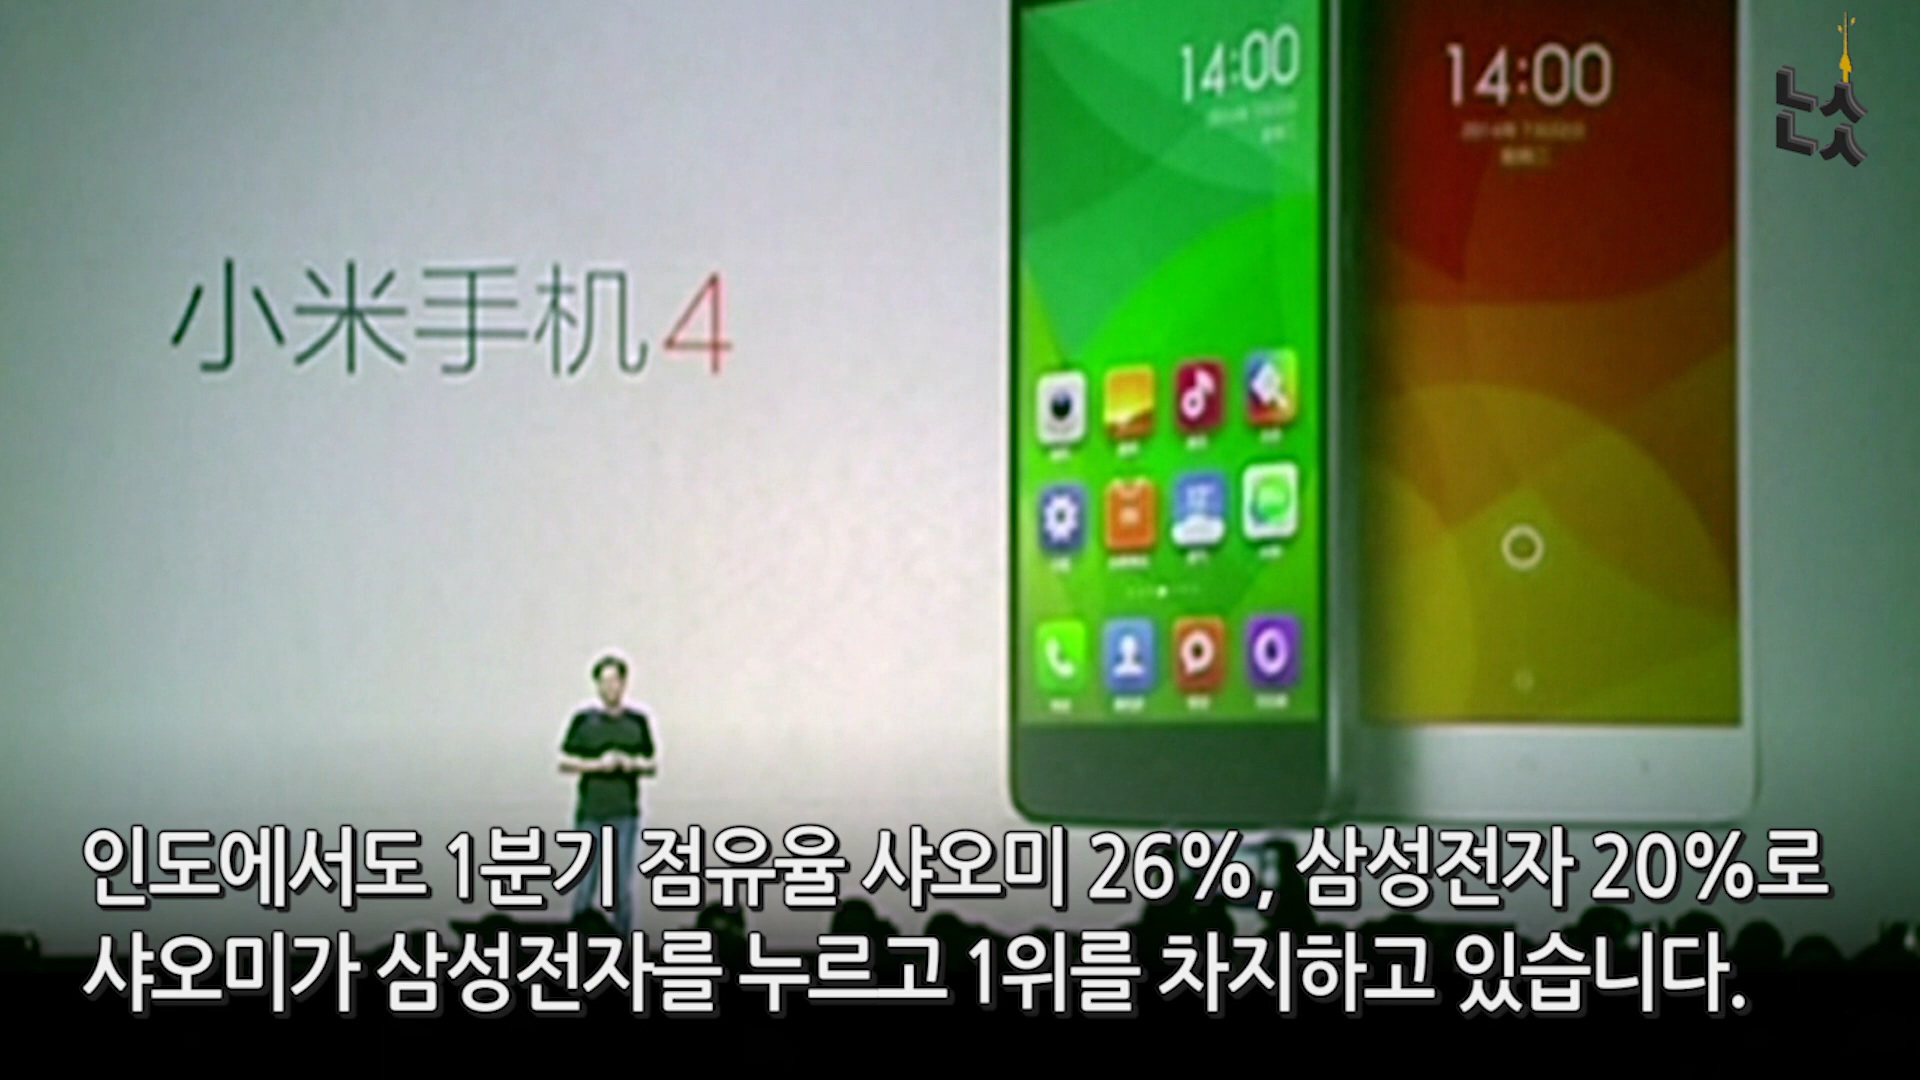 14:00
14:00
小米手机4
인도에서도 1분기 점유율 샤오미 26%, 삼성전자 20%로
샤오미가 삼성전자를 누르고 1위를 차지하고 있습니다.